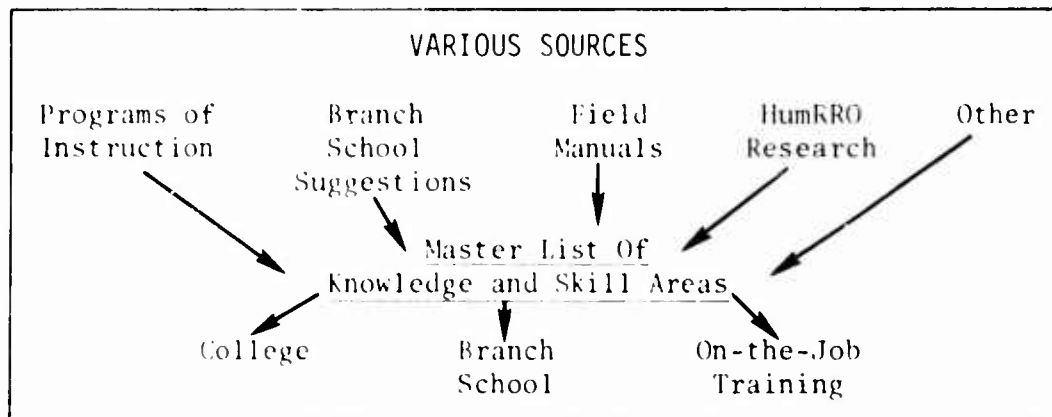 VARIOUS SOURCES
Programs of
Instruction
Branch
School
Suggestions
Field
Manuals
HumRRO
Research
Other
Master List Of
Knowledge and Skill Areas
College
Branch
School
On-the-Job
Training